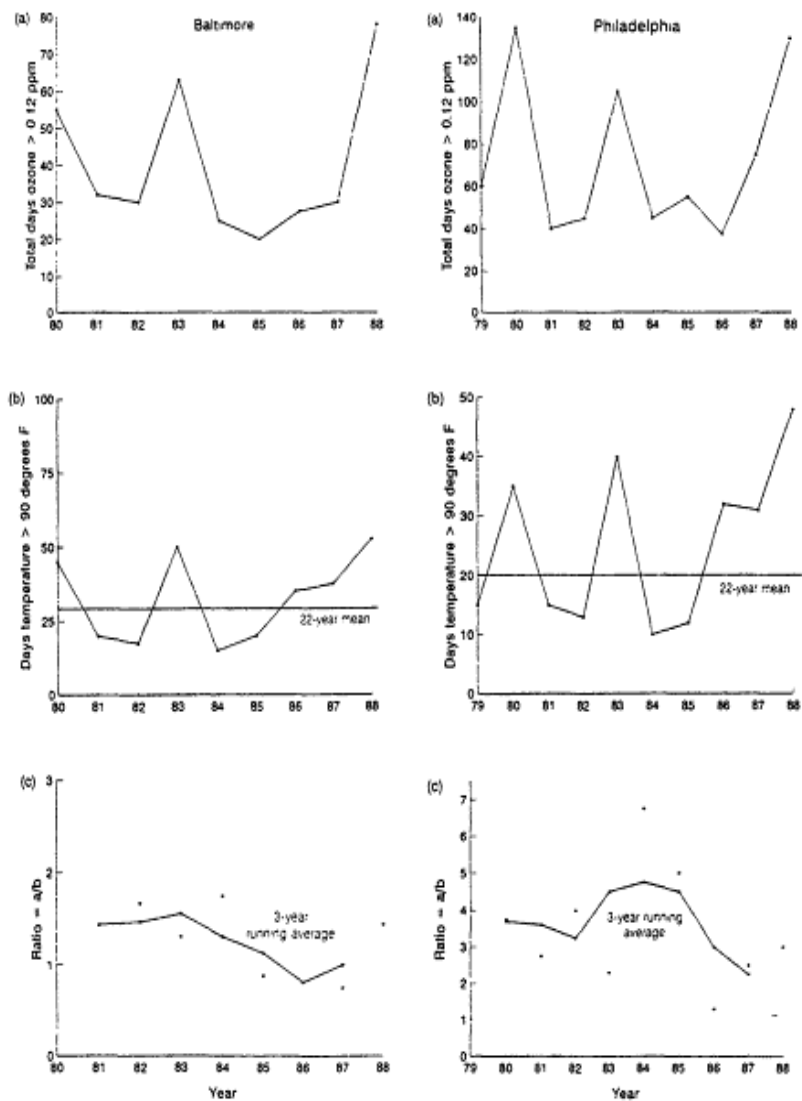 (a)
Baltimore
Total days ozone > 0.12 ppm
80
70
60
50
40
30
20
10
0
80 81 82 83 84 85 86 87 88
(a)
Philadelphia
Total days ozone > 0.12 ppm
140
120
100
80
60
40
20
0
79 80 81 82 83 84 85 86 87 88
(b)
Days temperature > 90 degrees F
100
75
50
25
0
22-year mean
80 81 82 83 84 85 86 87 88
(b)
Days temperature > 90 degrees F
50
40
30
20
10
0
22-year mean
79 80 81 82 83 84 85 86 87 88
(c)
Ratio = a/b
3
2
1
0
3-year
running average
80 81 82 83 84 85 86 87 88
Year
(c)
Ratio = a/b
7
6
5
4
3
2
1
0
3-year running
average
79 80 81 82 83 84 85 86 87 88
Year